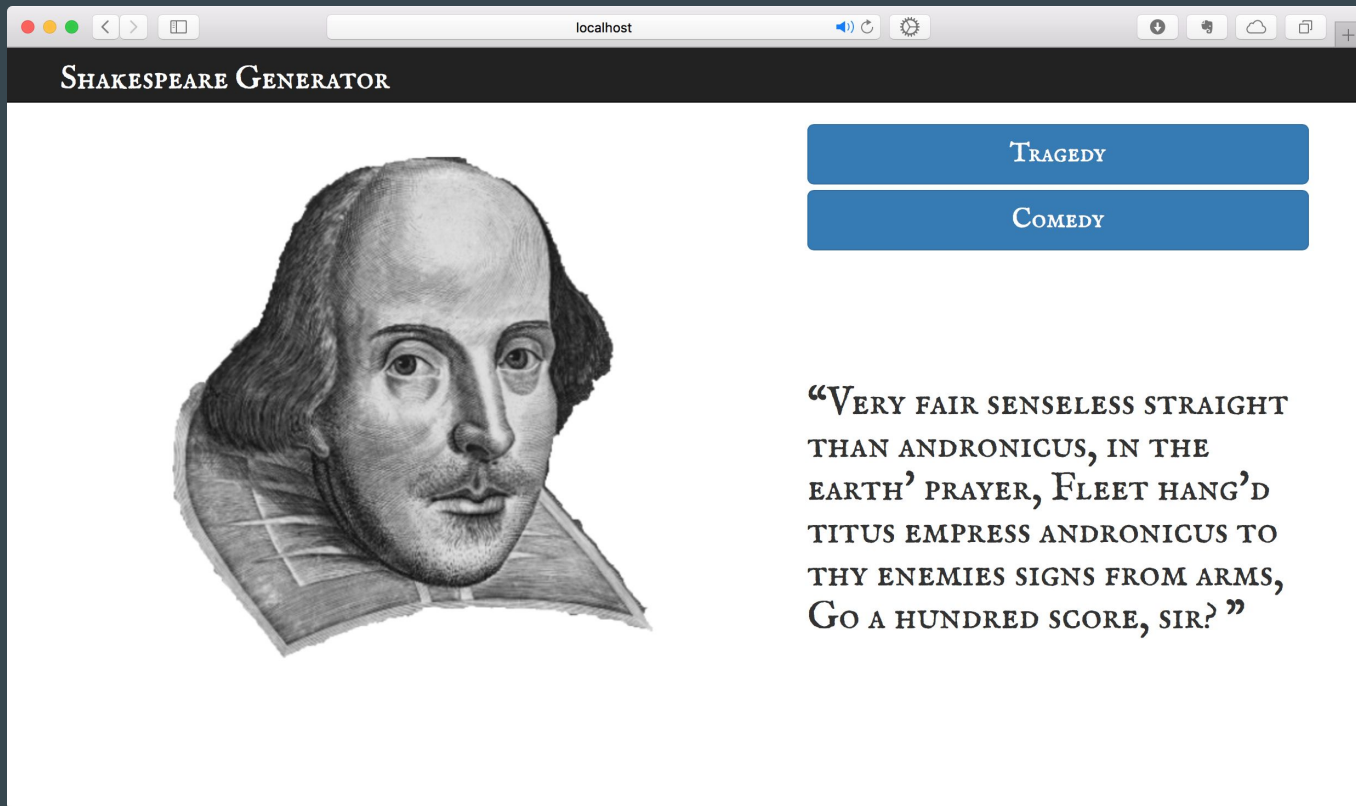 localhost
Shakespeare Generator
Tragedy
Comedy
“Very fair senseless straight
than andronicus, in the
earth’ prayer, Fleet hang’d
titus empress andronicus to
thy enemies signs from arms,
Go a hundred score, sir? ”